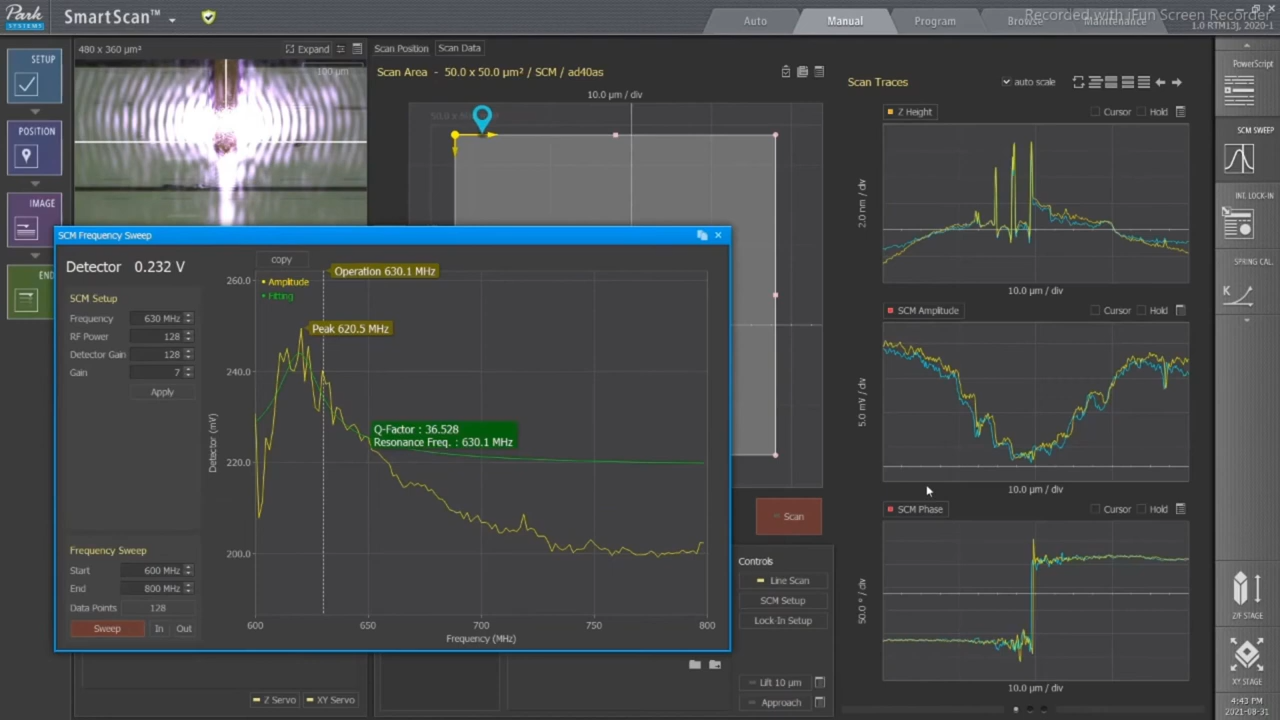 Park
SYSTEMS
SmartScan™
Auto
Manual
Program
Browse
Maintenance
Recorded with iFun Screen Recorder
1.0 RTM13J, 2020-1
480 x 360 µm²
Expand
100 µm
SETUP
POSITION
IMAGE
END
Scan Position
Scan Data
Scan Area - 50.0 x 50.0 µm² / SCM / ad40as
10.0 µm / div
Scan Traces
auto scale
Z Height
Cursor
Hold
2.0 nm / div
10.0 µm / div
SCM Amplitude
Cursor
Hold
5.0 mV / div
10.0 µm / div
SCM Phase
Cursor
Hold
50.0 ° / div
10.0 µm / div
SCM Frequency Sweep
Detector 0.232 V
copy
SCM Setup
Frequency 630 MHz
RF Power 128
Detector Gain 128
Gain 7
Apply
Frequency Sweep
Start 600 MHz
End 800 MHz
Data Points 128
Sweep In Out
Amplitude
Fitting
Operation 630.1 MHz
Peak 620.5 MHz
Q-Factor : 36.528
Resonance Freq. : 630.1 MHz
Detector (mV)
260.0
240.0
220.0
200.0
600 650 700 750 800
Frequency (MHz)
Scan
Controls
Line Scan
SCM Setup
Lock-In Setup
Lift 10 µm
Approach
Z Servo
XY Servo
PowerScript
SCM SWEEP
INT. LOCK-IN
SPRING CAL.
K
Z/F STAGE
XY STAGE
4:43 PM
2021-08-31